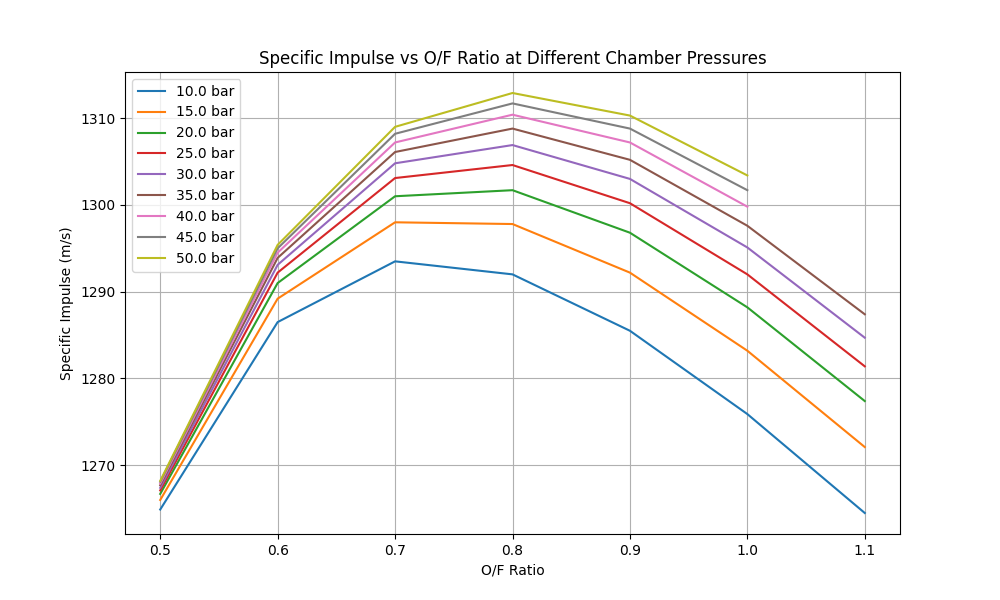 Specific Impulse vs O/F Ratio at Different Chamber Pressures
10.0 bar
15.0 bar
20.0 bar
25.0 bar
30.0 bar
35.0 bar
40.0 bar
45.0 bar
50.0 bar
Specific Impulse (m/s)
1310
1300
1290
1280
1270
0.5 0.6 0.7 0.8 0.9 1.0 1.1
O/F Ratio